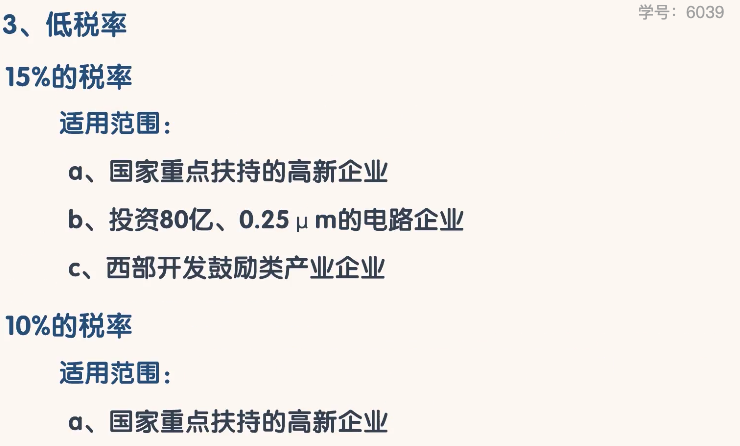 3、低税率
学号：6039
15%的税率
适用范围：
a、国家重点扶持的高新企业
b、投资80亿、0.25μm的电路企业
c、西部开发鼓励类产业企业
10%的税率
适用范围：
a、国家重点扶持的高新企业